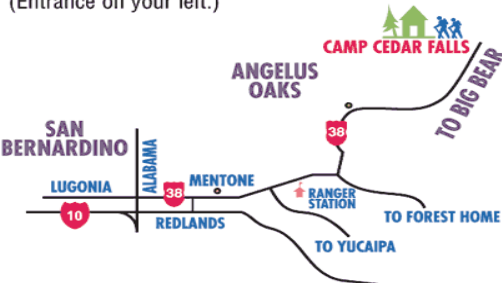 (Entrance off your left.)
CAMP CEDAR FALLS
ANGELUS
OAKS
TO BIG BEAR
38
SAN
BERNARDINO
ALABAMA
LUGONIA
38
MENTONE
RANGER
STATION
10
REDLANDS
TO FOREST HOME
TO YUCAIPA